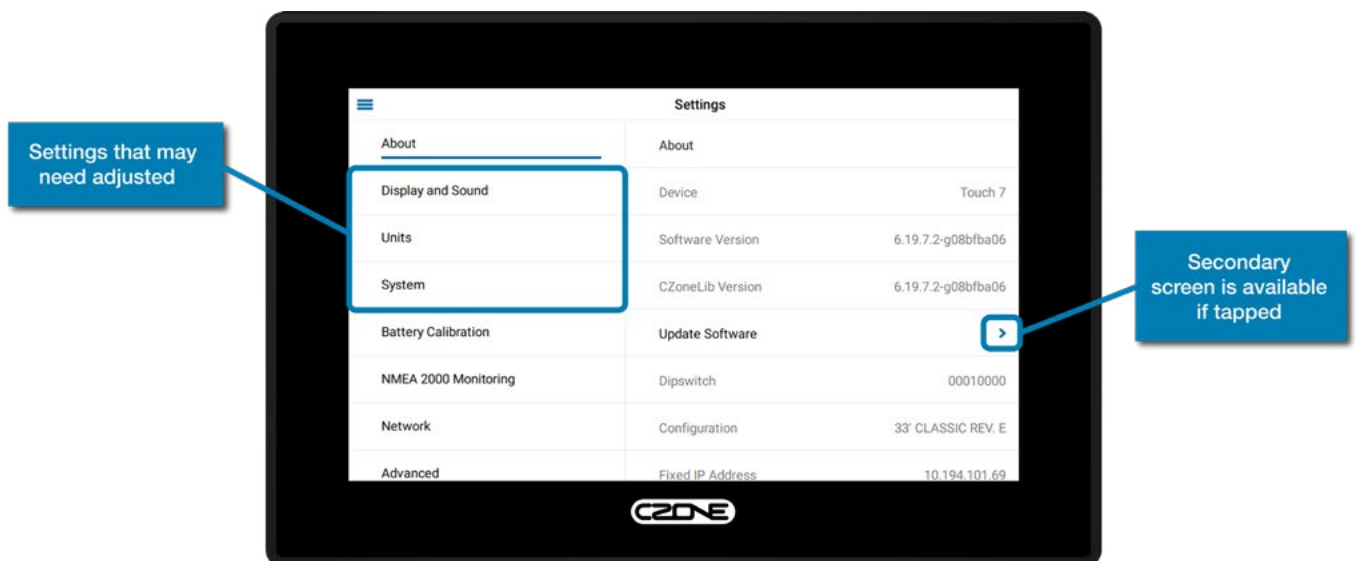 Settings
Settings that may
need adjusted
About
Display and Sound
Units
System
Battery Calibration
NMEA 2000 Monitoring
Network
Advanced
About
Device Touch 7
Software Version 6.19.7.2-g08bfba06
CZoneLib Version 6.19.7.2-g08bfba06
Update Software >
Dipswitch 00010000
Configuration 33' CLASSIC REV. E
Fixed IP Address 10.194.101.69
Secondary
screen is available
if tapped
CZONE